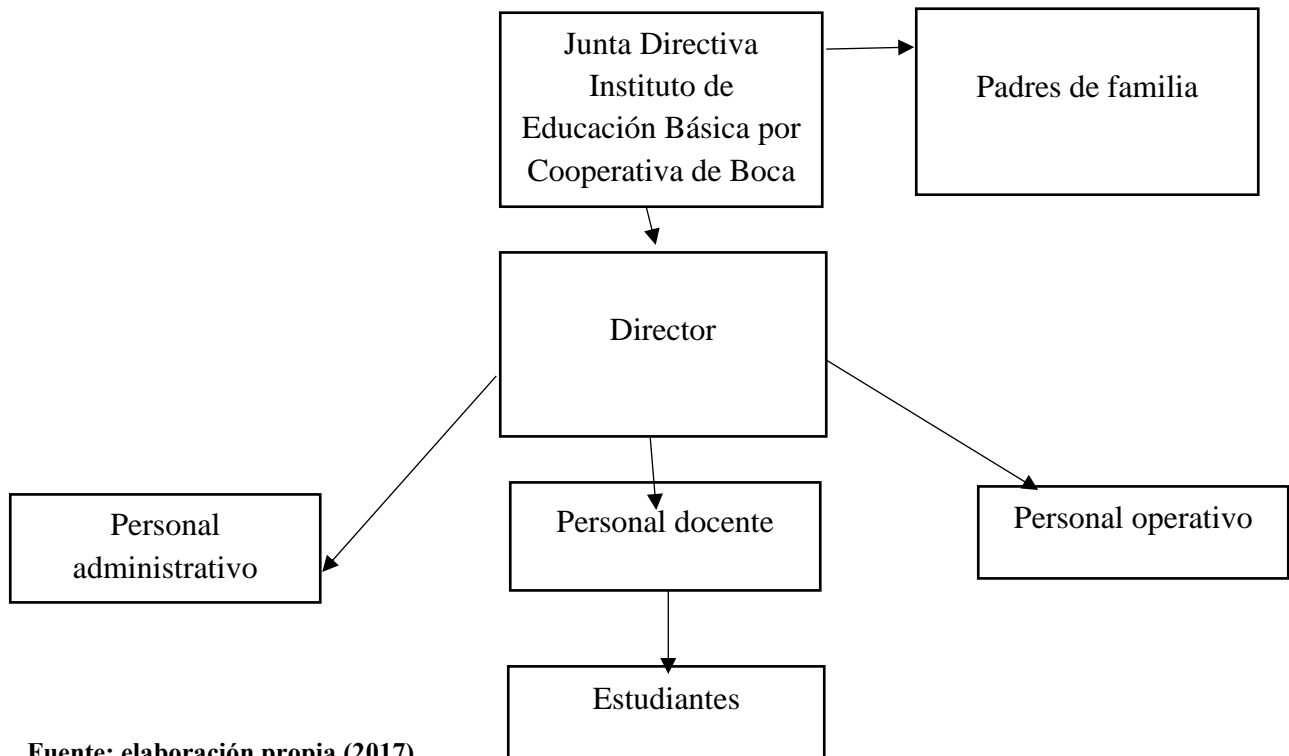 Junta Directiva
Instituto de
Educación Básica por
Cooperativa de Boca
Padres de familia
Director
Personal
administrativo
Personal docente
Personal operativo
Estudiantes
Fuente: elaboración propia (2017)